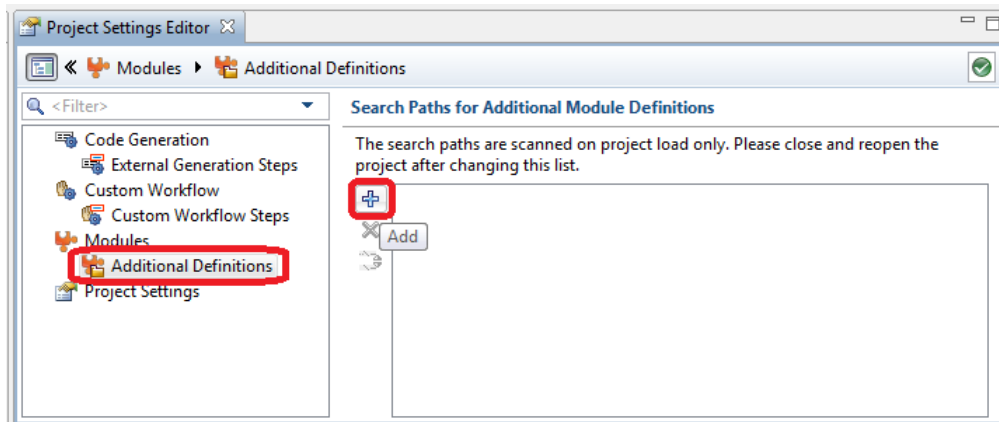 Project Settings Editor
Modules Additional Definitions
<Filter>
Code Generation
External Generation Steps
Custom Workflow
Custom Workflow Steps
Modules
Additional Definitions
Project Settings
Search Paths for Additional Module Definitions
The search paths are scanned on project load only. Please close and reopen the
project after changing this list.
Add